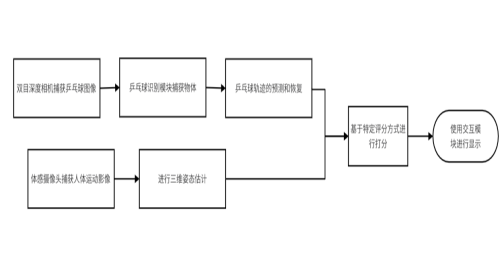 双目深度相机捕获乒乓球图像
乒乓球识别模块捕获物体
乒乓球轨迹的预测和恢复
基于特定评分方式进
行打分
使用交互模
块进行显示
体感摄像头捕获人体运动影像
进行三维姿态估计